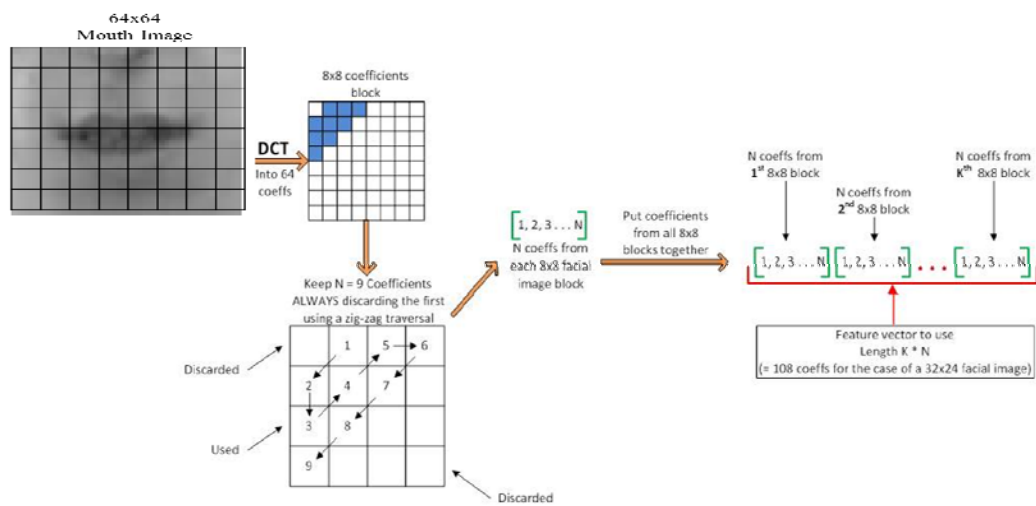 64x64
Mouth Image
8x8 coefficients
block
DCT
Into 64
coeffs
Keep N = 9 Coefficients
ALWAYS discarding the first
using a zig-zag traversal
1 5 6
2 4 7
3 8
9
Discarded
Used
Discarded
[1, 2, 3 . . . N]
N coeffs from
each 8x8 facial
image block
Put coefficients
from all 8x8
blocks together
N coeffs from
1st 8x8 block
N coeffs from
2nd 8x8 block
N coeffs from
Kth 8x8 block
[1, 2, 3 . . . N] [1, 2, 3 . . . N] . . . [1, 2, 3 . . . N]
Feature vector to use
Length K * N
(= 108 coeffs for the case of a 32x24 facial image)